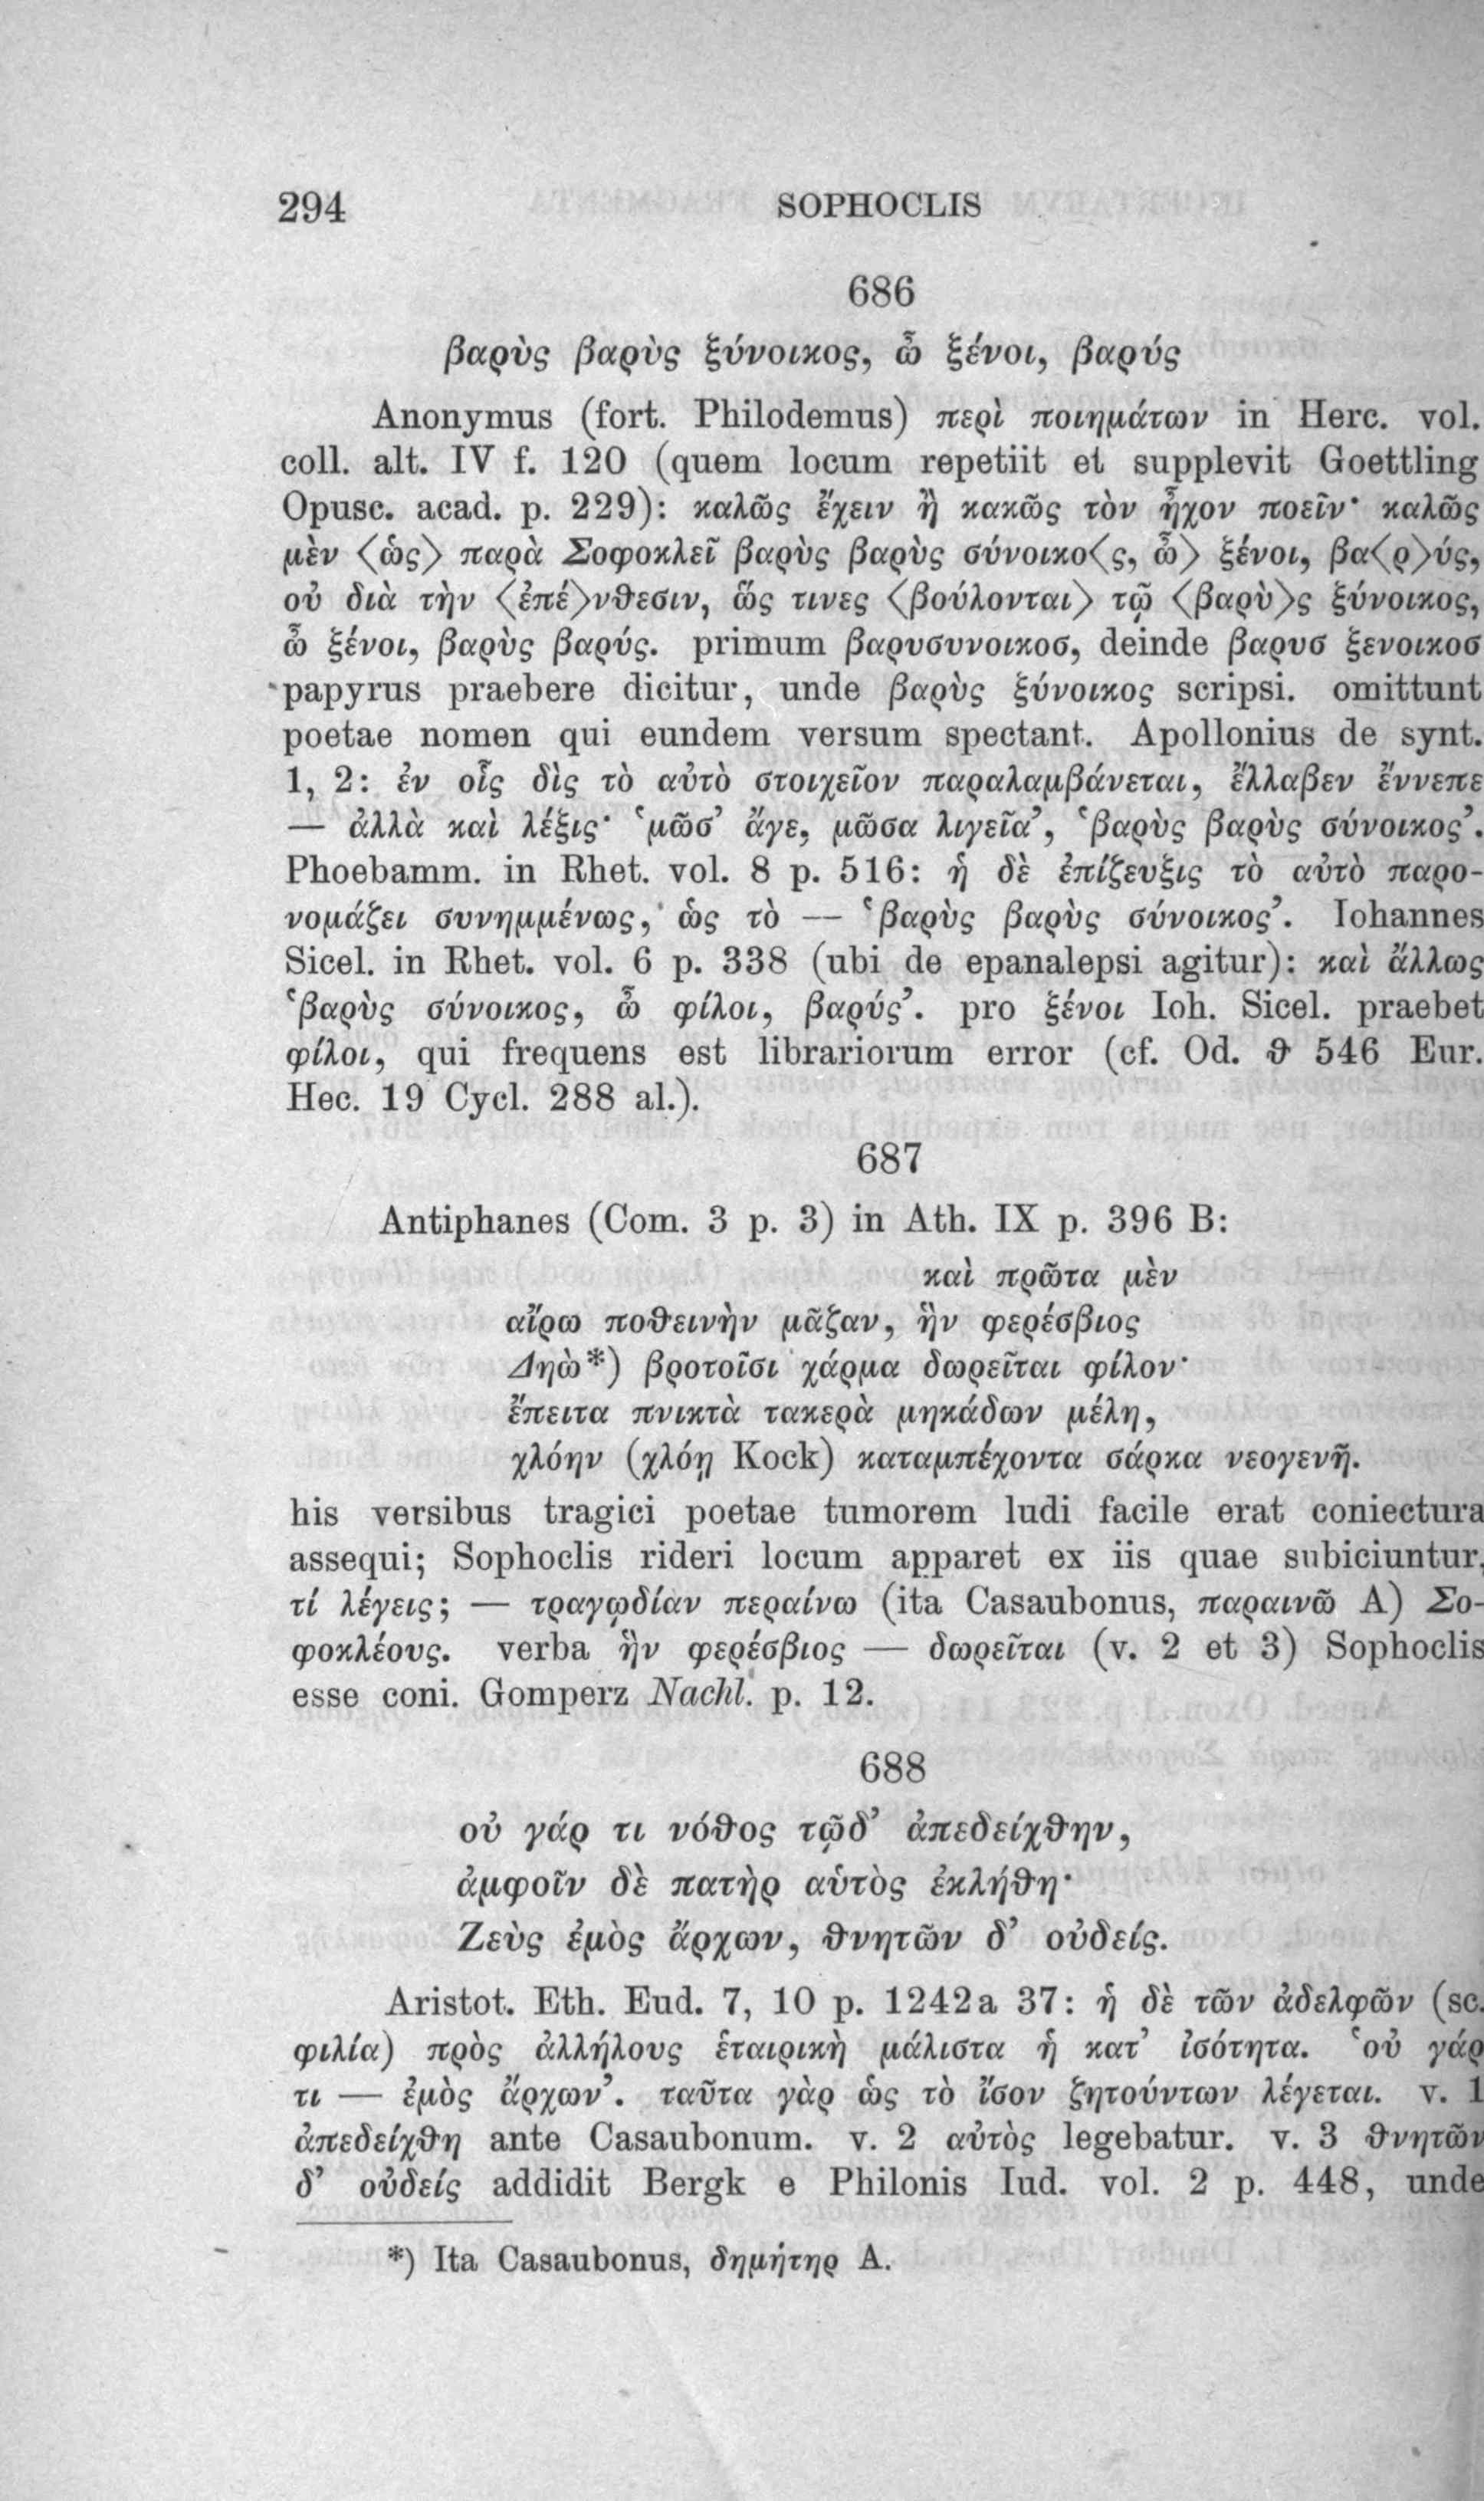 294 SOPHOCLIS
686
βαρὺς βαρὺς ξύνοικος, ὦ ξένοι, βαρύς
Anonymus (fort. Philodemus) περὶ ποιημάτων in Herc. vol.
coll. alt. IV f. 120 (quem locum repetiit et supplevit Goettling
Opusc. acad. p. 229): καλῶς ἔχειν ἢ κακῶς τὸν ἦχον ποεῖν· καλῶς
μὲν ⟨ὡς⟩ παρὰ Σοφοκλεῖ βαρὺς βαρὺς σύνοικο⟨ς, ὦ⟩ ξένοι, βα⟨ρ⟩ύς,
οὐ διὰ τὴν ⟨ἐπέ⟩νθεσιν, ὥς τινες ⟨βούλονται⟩ τῷ ⟨βαρὺ⟩ς ξύνοικος,
ὦ ξένοι, βαρὺς βαρύς. primum βαρυσυνοικοσ, deinde βαρυσ ξενοικοσ
papyrus praebere dicitur, unde βαρὺς ξύνοικος scripsi. omittunt
poetae nomen qui eundem versum spectant. Apollonius de synt.
1, 2: ἐν οἷς δὶς τὸ αὐτὸ στοιχεῖον παραλαμβάνεται, ἔλλαβεν ἔννεπε
— ἀλλὰ καὶ λέξις· ‘μῶσ’ ἄγε, μῶσα λιγεῖα’, ‘βαρὺς βαρὺς σύνοικος’.
Phoebamm. in Rhet. vol. 8 p. 516: ἡ δὲ ἐπίζευξις τὸ αὐτὸ παρο-
νομάζει συνημμένως, ὡς τὸ — ‘βαρὺς βαρὺς σύνοικος’. Iohannes
Sicel. in Rhet. vol. 6 p. 338 (ubi de epanalepsi agitur): καὶ ἄλλως
‘βαρὺς σύνοικος, ὦ φίλοι, βαρύς’. pro ξένοι Ioh. Sicel. praebet
φίλοι, qui frequens est librariorum error (cf. Od. θ 546 Eur.
Hec. 19 Cycl. 288 al.).
687
Antiphanes (Com. 3 p. 3) in Ath. IX p. 396 B:
καὶ πρῶτα μὲν
αἴρω ποθεινὴν μᾶζαν, ἣν φερέσβιος
Δηὼ*) βροτοῖσι χάρμα δωρεῖται φίλον·
ἔπειτα πνικτὰ τακερὰ μηκάδων μέλη,
χλόην (χλόῃ Kock) καταμπέχοντα σάρκα νεογενῆ.
his versibus tragici poetae tumorem ludi facile erat coniectura
assequi; Sophoclis rideri locum apparet ex iis quae subiciuntur,
τί λέγεις; — τραγῳδίαν περαίνω (ita Casaubonus, παραινῶ A) Σο-
φοκλέους. verba ἣν φερέσβιος — δωρεῖται (v. 2 et 3) Sophoclis
esse coni. Gomperz Nachl. p. 12.
688
οὐ γάρ τι νόθος τῷδ’ ἀπεδείχθην,
ἀμφοῖν δὲ πατὴρ αὑτὸς ἐκλήθη·
Ζεὺς ἐμὸς ἄρχων, θνητῶν δ’ οὐδείς.
Aristot. Eth. Eud. 7, 10 p. 1242a 37: ἡ δὲ τῶν ἀδελφῶν (sc.
φιλία) πρὸς ἀλλήλους ἑταιρικὴ μάλιστα ἡ κατ’ ἰσότητα. ‘οὐ γάρ
τι — ἐμὸς ἄρχων’. ταῦτα γὰρ ὡς τὸ ἴσον ζητούντων λέγεται. v. 1
ἀπεδείχθη ante Casaubonum. v. 2 αὐτὸς legebatur. v. 3 θνητῶν
δ’ οὐδείς addidit Bergk e Philonis Iud. vol. 2 p. 448, unde
*) Ita Casaubonus, δημήτηρ A.